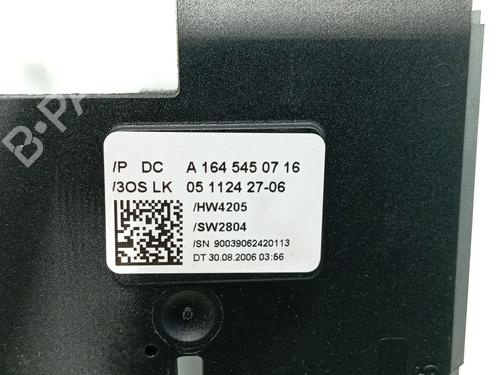 /P DC A 164 545 07 16
/3OS LK 05 1124 27-06
/HW4205
/SW2804
/SN 90039062420113
DT 30.08.2006 03:56
B-PA